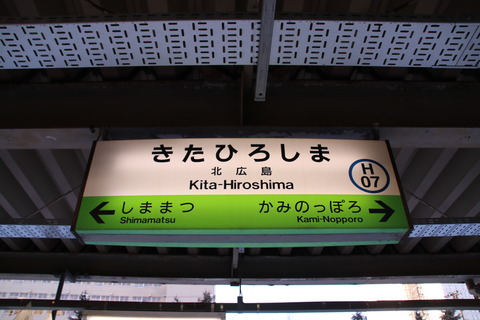 きたひろしま
北広島
Kita-Hiroshima
H
07
しままつ
Shimamatsu
かみのっぽろ
Kami-Nopporo